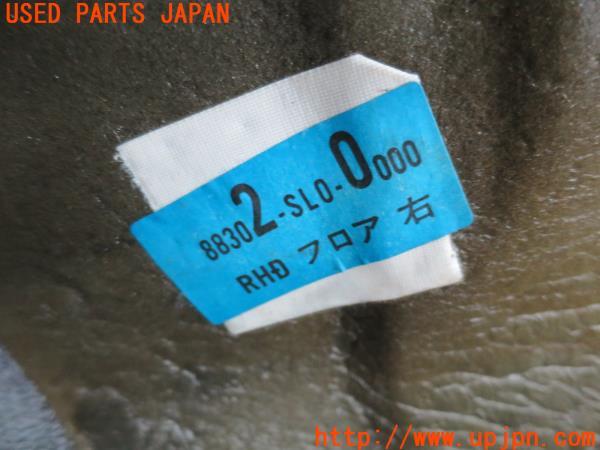 USED PARTS JAPAN
88302-SL0-0000
RHD フロア 右
http://www.upjpn.com/